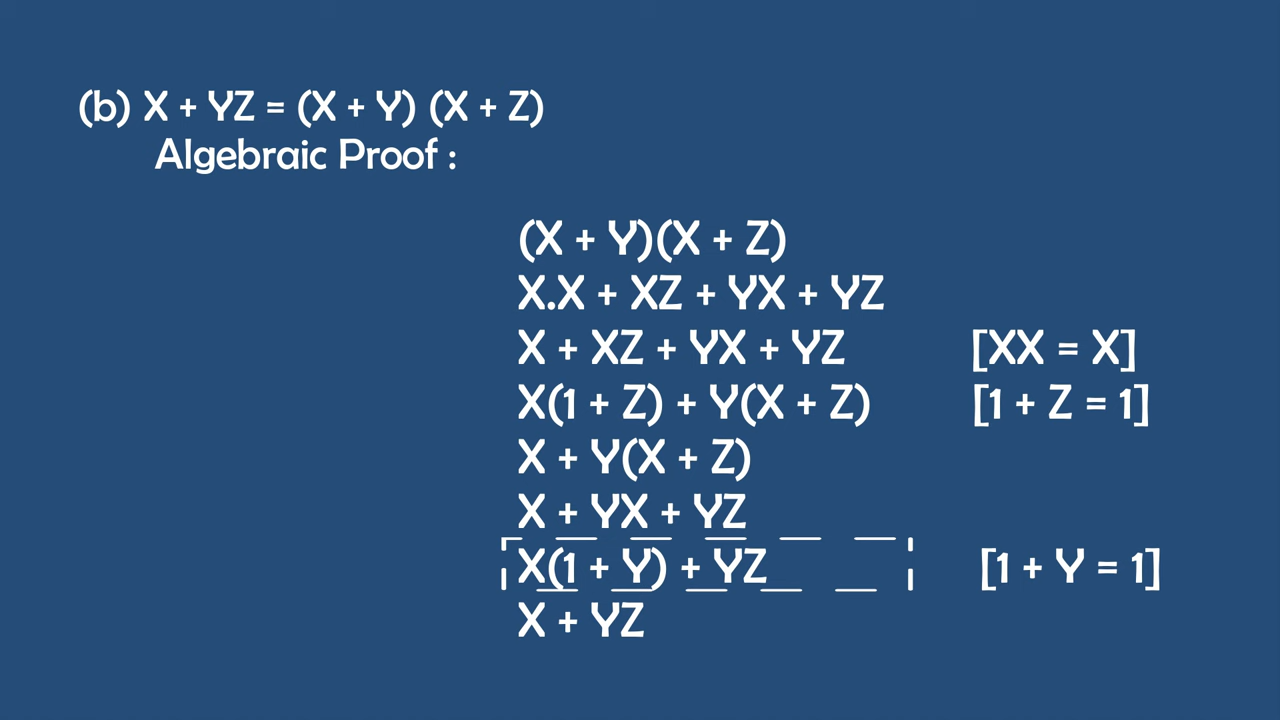 (b) X + YZ = (X + Y) (X + Z)
Algebraic Proof :
(X + Y)(X + Z)
X.X + XZ + YX + YZ
X + XZ + YX + YZ [XX = X]
X(1 + Z) + Y(X + Z) [1 + Z = 1]
X + Y(X + Z)
X + YX + YZ
X(1 + Y) + YZ [1 + Y = 1]
X + YZ